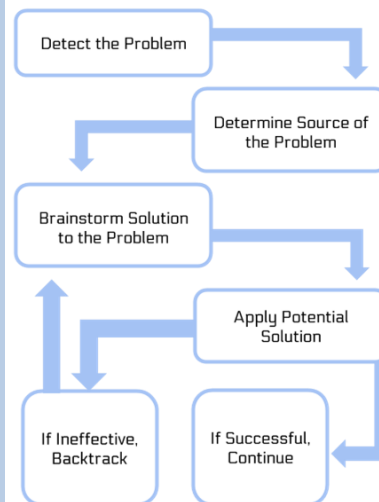 Detect the Problem
Determine Source of
the Problem
Brainstorm Solution
to the Problem
Apply Potential
Solution
If Ineffective,
Backtrack
If Successful,
Continue